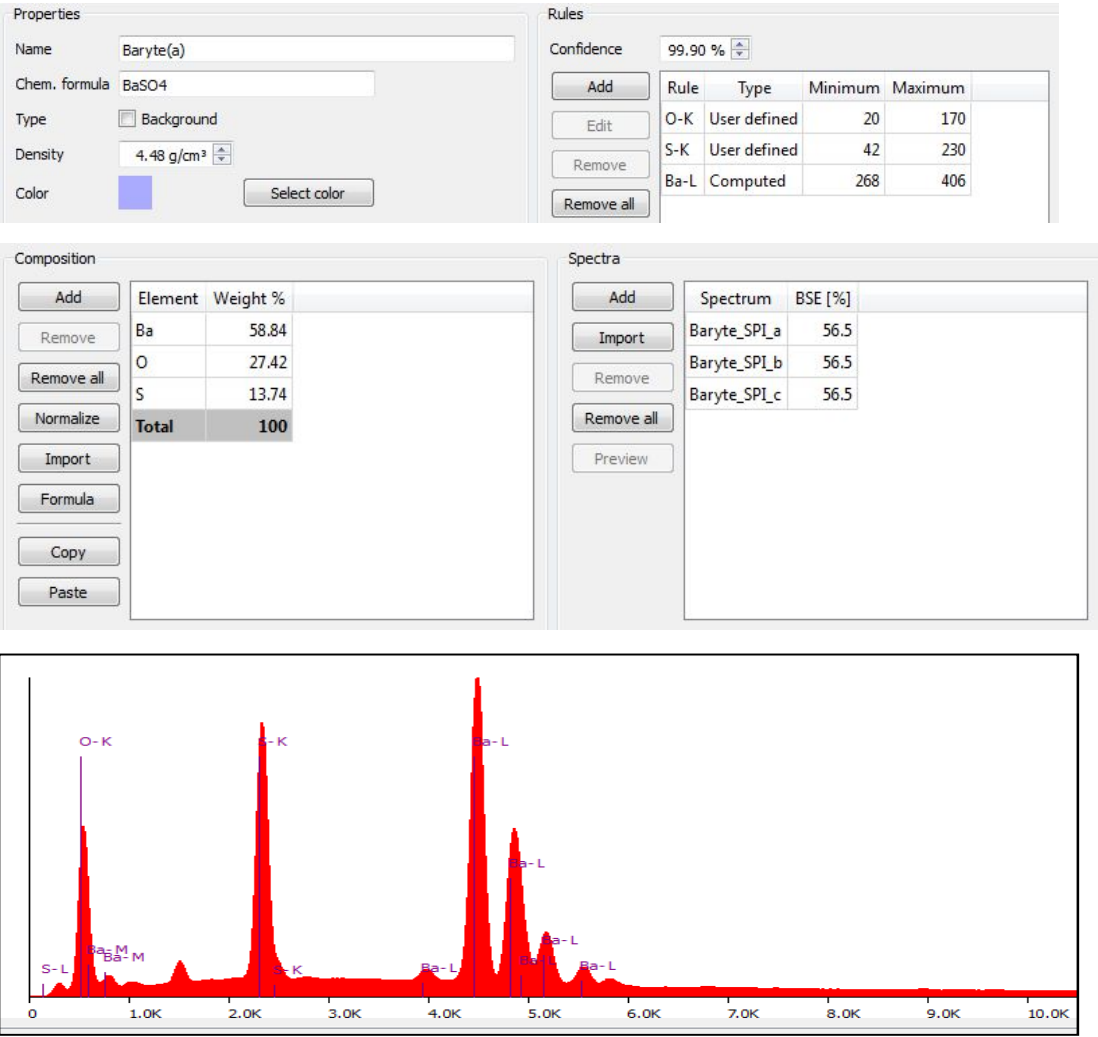 Properties
Name Baryte(a)
Chem. formula BaSO4
Type Background
Density 4.48 g/cm³
Color Select color
Rules
Confidence 99.90 %
Add
Edit
Remove
Remove all
Rule Type Minimum Maximum
O-K User defined 20 170
S-K User defined 42 230
Ba-L Computed 268 406
Composition
Add
Remove
Remove all
Normalize
Import
Formula
Copy
Paste
Element Weight %
Ba 58.84
O 27.42
S 13.74
Total 100
Spectra
Add
Import
Remove
Remove all
Preview
Spectrum BSE [%]
Baryte_SPI_a 56.5
Baryte_SPI_b 56.5
Baryte_SPI_c 56.5
O-K S-K Ba-L
Ba-L
Ba-M
Ba-M
Ba-L
S-L S-K Ba-L Ba-L Ba-L
0 1.0K 2.0K 3.0K 4.0K 5.0K 6.0K 7.0K 8.0K 9.0K 10.0K